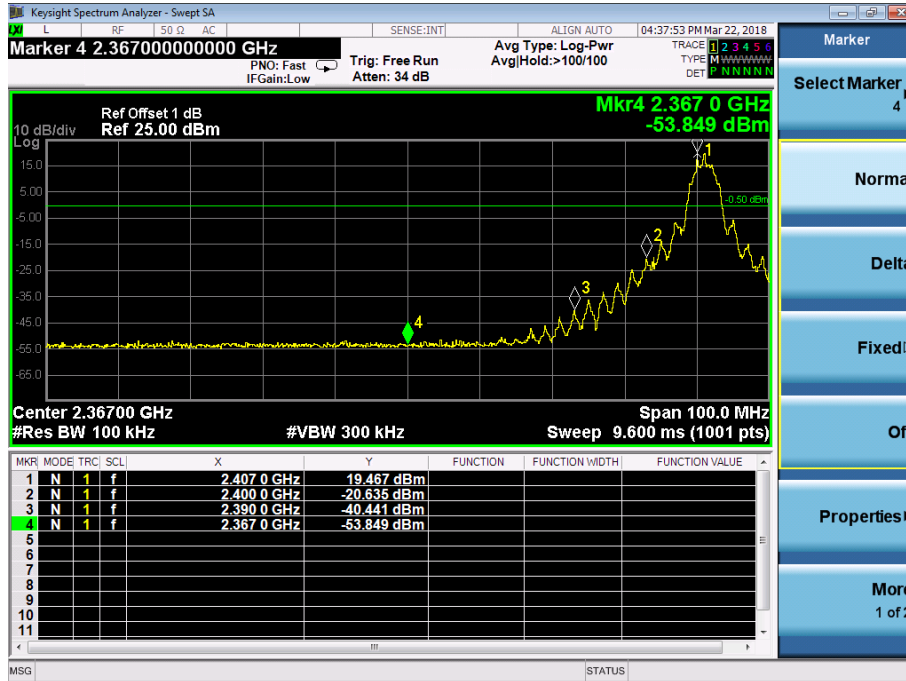 Keysight Spectrum Analyzer - Swept SA
LXI L RF 50 Ω AC SENSE:INT ALIGN AUTO 04:37:53 PM Mar 22, 2018
Marker 4 2.367000000000 GHz
PNO: Fast
IFGain:Low
Trig: Free Run
Atten: 34 dB
Avg Type: Log-Pwr
Avg|Hold:>100/100
TRACE 1 2 3 4 5 6
TYPE M WWWWW
DET P N N N N N
Marker
Select Marker
4
Norma
Delta
Fixed
Of
Properties
More
1 of 2
Mkr4 2.367 0 GHz
-53.849 dBm
Ref Offset 1 dB
10 dB/div Ref 25.00 dBm
Log
15.0
5.00
-5.00
-15.0
-25.0
-35.0
-45.0
-55.0
-65.0
-0.50 dBm
1
2
3
4
Center 2.36700 GHz Span 100.0 MHz
#Res BW 100 kHz #VBW 300 kHz Sweep 9.600 ms (1001 pts)
MKR MODE TRC SCL X Y FUNCTION FUNCTION WIDTH FUNCTION VALUE
1 N 1 f 2.407 0 GHz 19.467 dBm
2 N 1 f 2.400 0 GHz -20.635 dBm
3 N 1 f 2.390 0 GHz -40.441 dBm
4 N 1 f 2.367 0 GHz -53.849 dBm
5
6
7
8
9
10
11
MSG STATUS